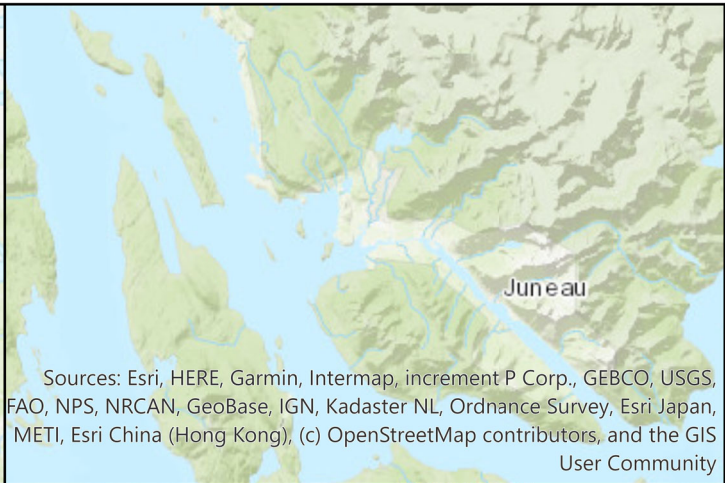 Juneau
Sources: Esri, HERE, Garmin, Intermap, increment P Corp., GEBCO, USGS,
FAO, NPS, NRCAN, GeoBase, IGN, Kadaster NL, Ordnance Survey, Esri Japan,
METI, Esri China (Hong Kong), (c) OpenStreetMap contributors, and the GIS
User Community